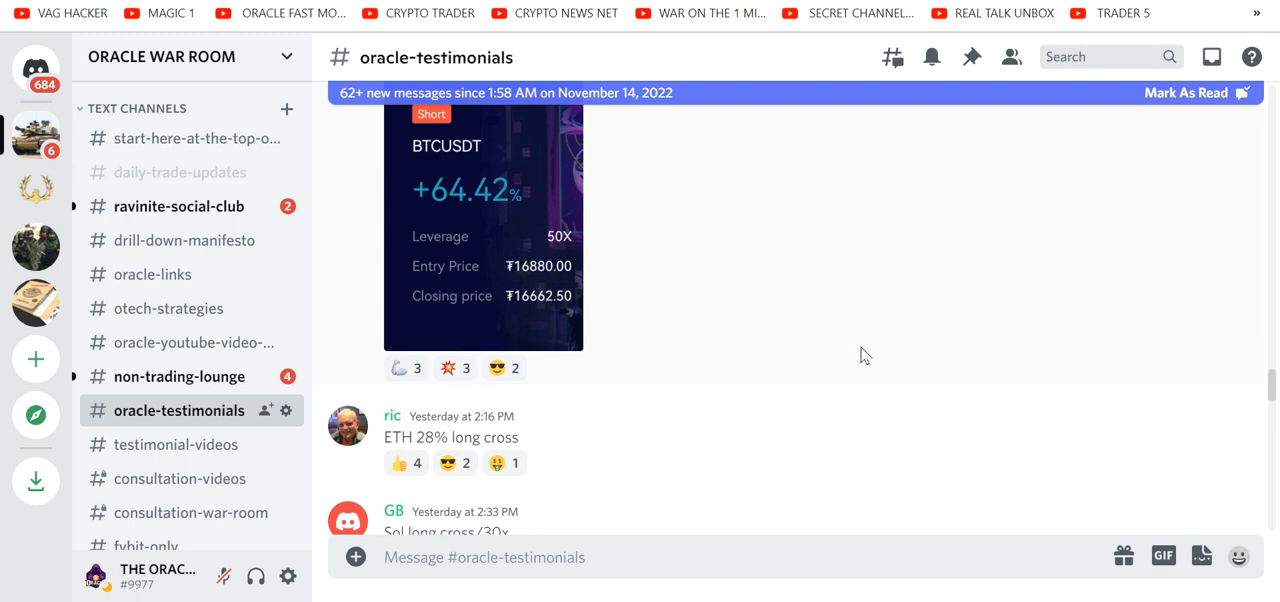 VAG HACKER MAGIC 1 ORACLE FAST MO... CRYPTO TRADER CRYPTO NEWS NET WAR ON THE 1 MI... SECRET CHANNEL... REAL TALK UNBOX TRADER 5 »
684
6
ORACLE WAR ROOM
TEXT CHANNELS
# start-here-at-the-top-o...
# daily-trade-updates
# ravinite-social-club 2
# drill-down-manifesto
# oracle-links
# otech-strategies
# oracle-youtube-video-...
# non-trading-lounge 4
# oracle-testimonials
# testimonial-videos
# consultation-videos
# consultation-war-room
fybit-only
THE ORAC...
#9977
# oracle-testimonials
Search
62+ new messages since 1:58 AM on November 14, 2022 Mark As Read
Short
BTCUSDT
+64.42%
Leverage 50X
Entry Price ₮16880.00
Closing price ₮16662.50
3 3 2
ric Yesterday at 2:16 PM
ETH 28% long cross
4 2 1
GB Yesterday at 2:33 PM
Sol long cross/30x
Message #oracle-testimonials
GIF